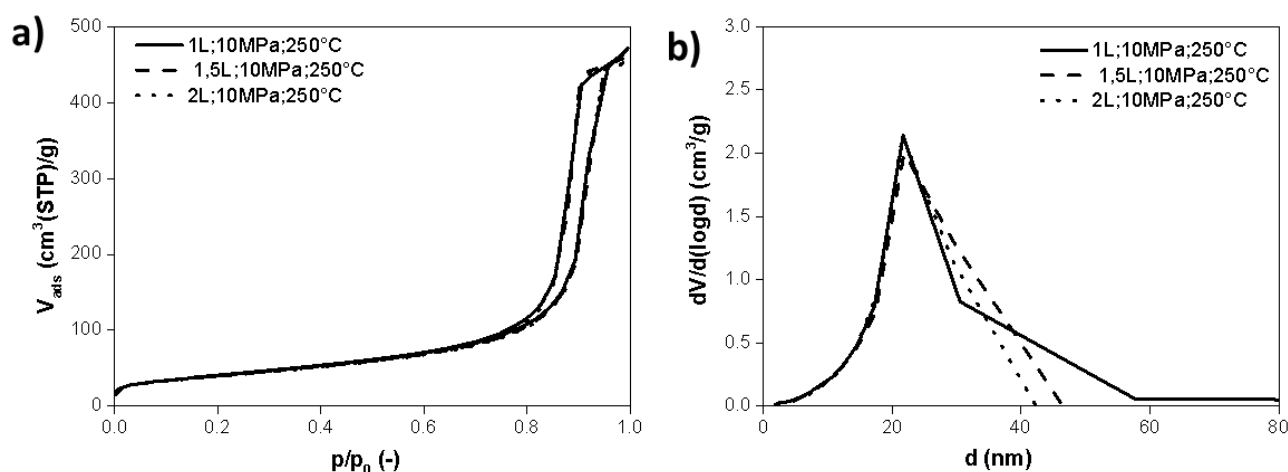 a)
500
400
300
200
100
0
V_ads (cm³(STP)/g)
1L;10MPa;250°C
1,5L;10MPa;250°C
2L;10MPa;250°C
0.0 0.2 0.4 0.6 0.8 1.0
p/p₀ (-)
b)
3.0
2.5
2.0
1.5
1.0
0.5
0.0
dV/d(logd) (cm³/g)
1L;10MPa;250°C
1,5L;10MPa;250°C
2L;10MPa;250°C
0 20 40 60 80
d (nm)